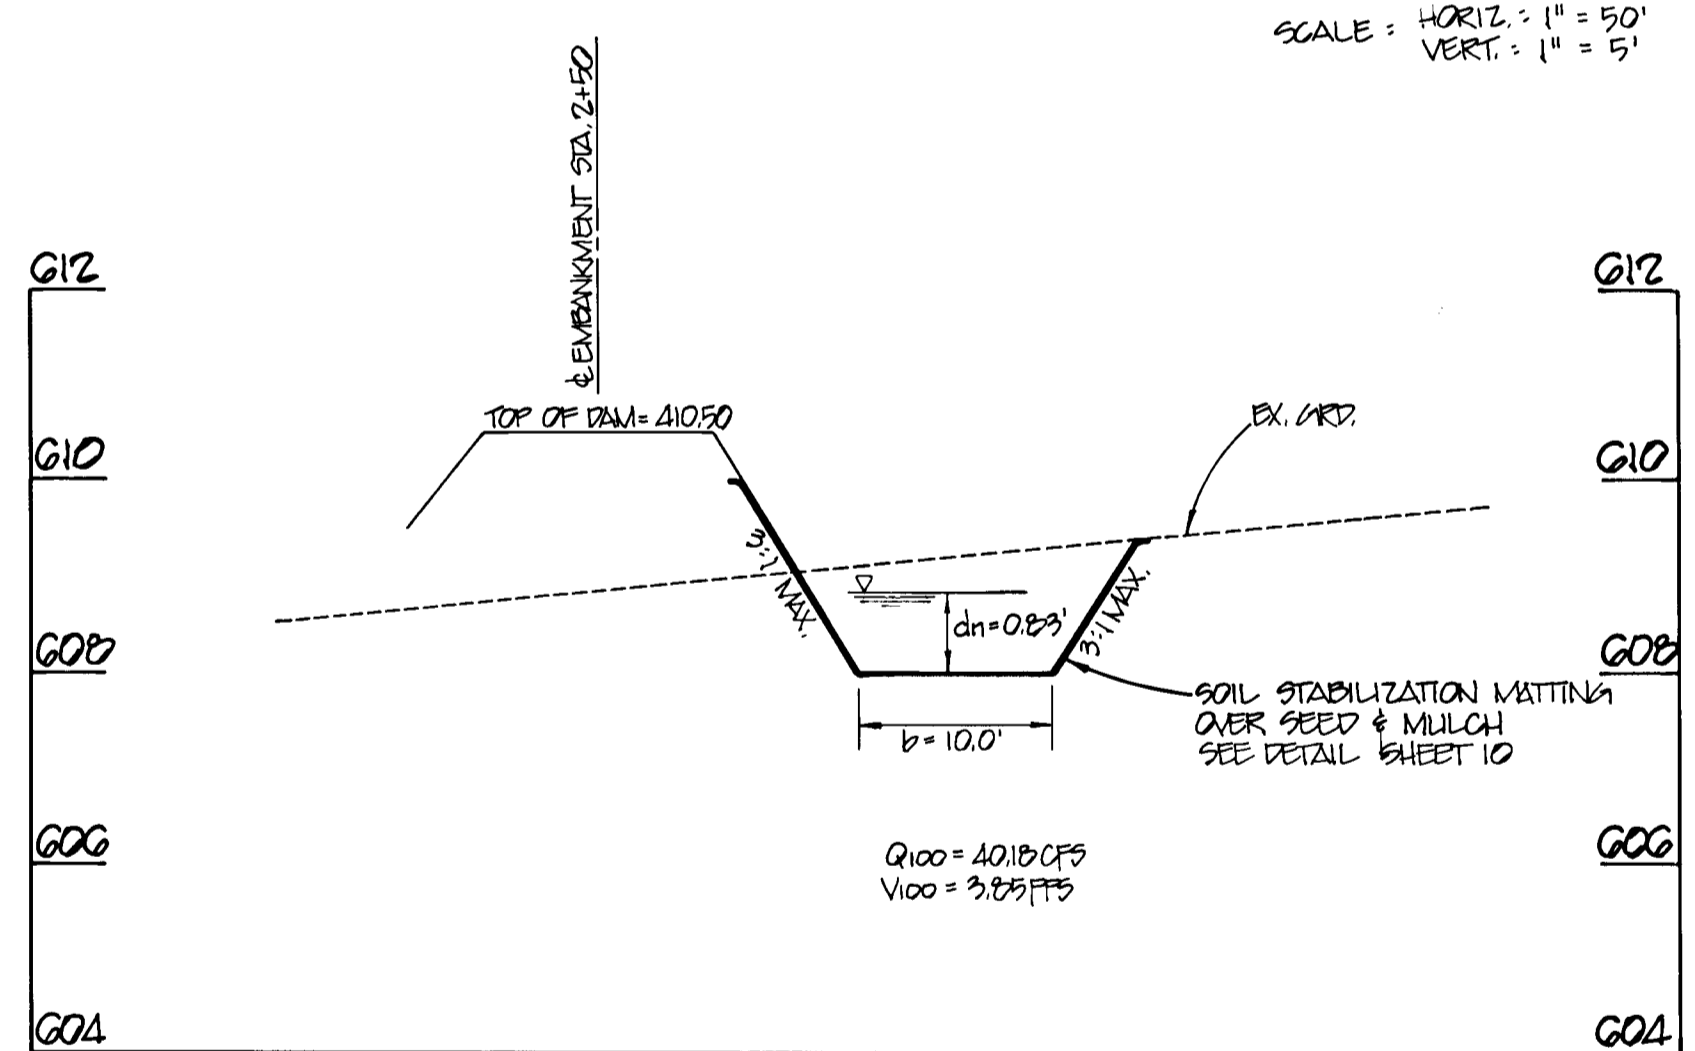 SCALE : HORIZ. : 1" = 50'
VERT. : 1" = 5'
℄ EMBANKMENT STA. 2+50
612
612
TOP OF DAM = 410.50
EX. GRD.
610
610
3:1 MAX.
dn = 0.83'
3:1 MAX.
608
608
SOIL STABILIZATION MATTING
OVER SEED & MULCH
SEE DETAIL SHEET 10
b = 10.0'
606
606
Q100 = 40.18 CFS
V100 = 3.85 FPS
604
604